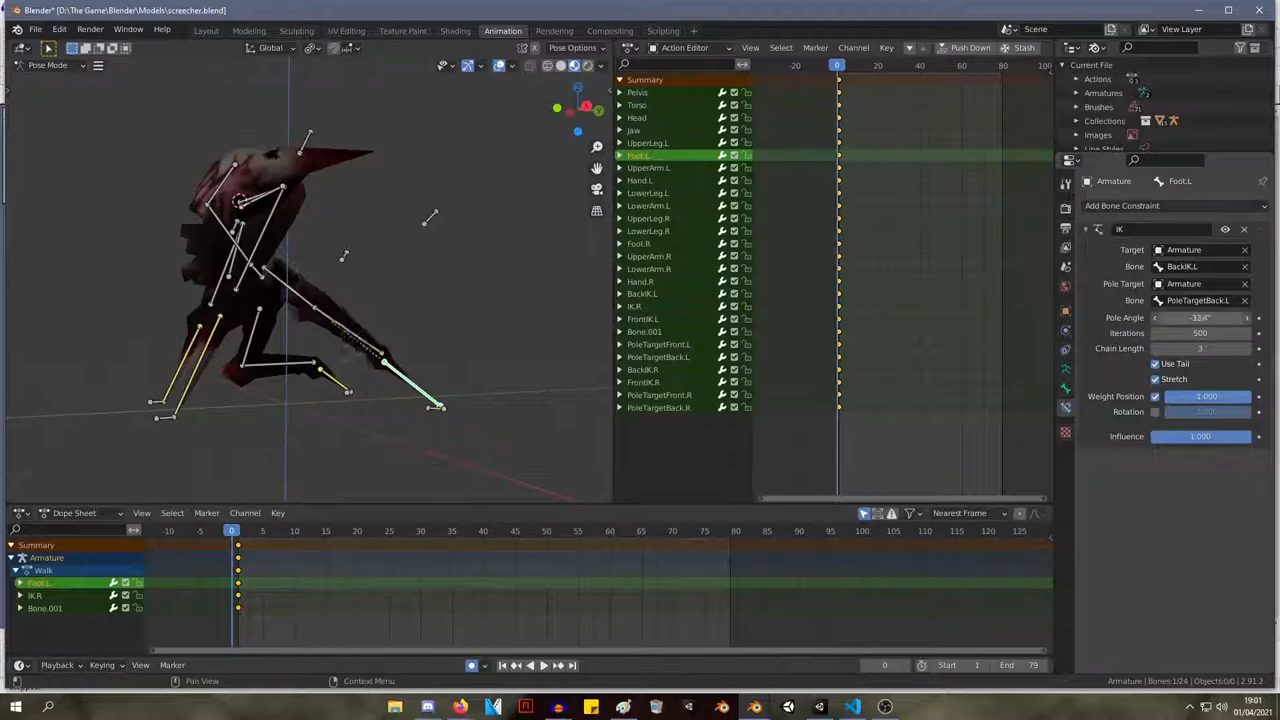 Blender* [D:\The Game\Blender\Models\screecher.blend]
File Edit Render Window Help Layout Modeling Sculpting UV Editing Texture Paint Shading Animation Rendering Compositing Scripting Scene View Layer
Global Pose Options Action Editor View Select Marker Channel Key Push Down Stash
Pose Mode -20 0 20 40 60 80 100
Current File
Actions
Armatures
Brushes
Collections
Images
Summary
Pelvis
Torso
Head
Jaw
UpperLeg.L
Foot.L
UpperArm.L
Hand.L
LowerLeg.L
LowerArm.L
UpperLeg.R
LowerLeg.R
Foot.R
UpperArm.R
LowerArm.R
Hand.R
BackIK.L
IK.R
FrontIK.L
Bone.001
PoleTargetFront.L
PoleTargetBack.L
BackIK.R
FrontIK.R
PoleTargetFront.R
PoleTargetBack.R
Armature Foot.L
Add Bone Constraint
IK
Target Armature
Bone BackIK.L
Pole Target Armature
Bone PoleTargetBack.L
Pole Angle
Iterations 500
Chain Length 3
Use Tail
Stretch
Weight Position 1.000
Rotation 1.000
Influence 1.000
Dope Sheet View Select Marker Channel Key Nearest Frame
-10 -5 0 5 10 15 20 25 30 35 40 45 50 55 60 65 70 75 80 85 90 95 100 105 110 115 120 125
Summary
Armature
Walk
Foot.L
IK.R
Bone.001
Playback Keying View Marker 0 Start 1 End 79
Pan View Context Menu Armature | Bones:1/24 | Objects:0/0 | 2.91.2
19:01
01/04/2021